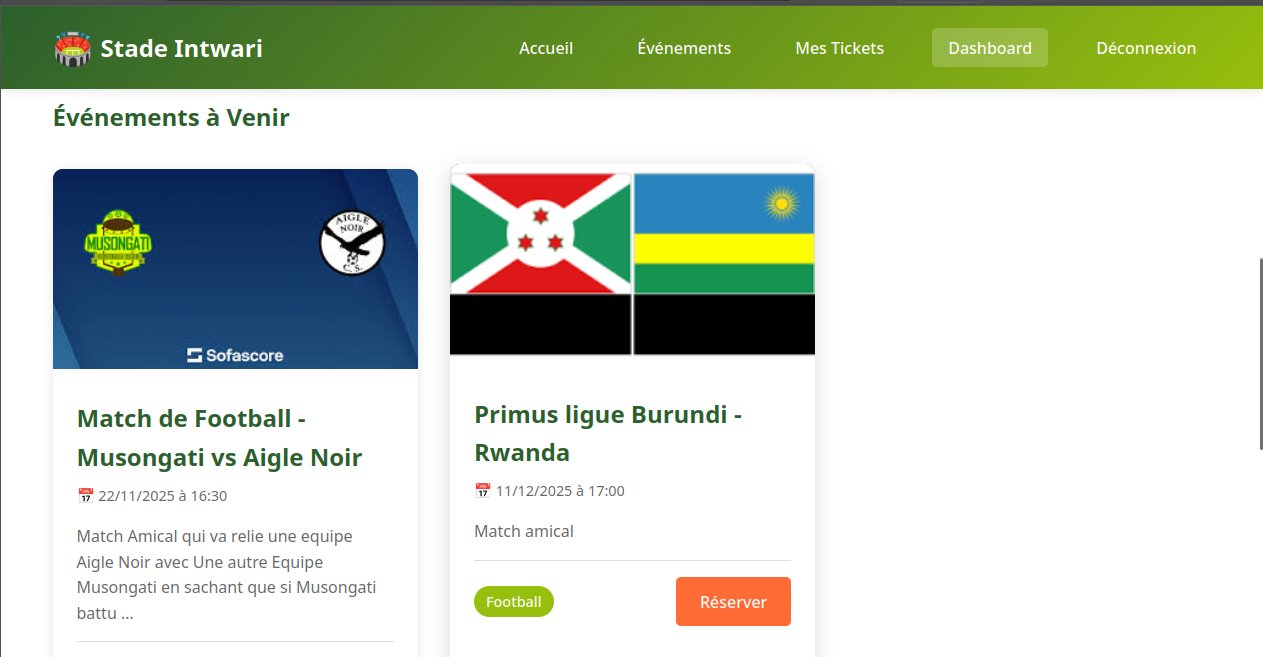 Stade Intwari
Accueil
Événements
Mes Tickets
Dashboard
Déconnexion
Événements à Venir
MUSONGATI
AIGLE
NOIR
C.S.
Sofascore
Match de Football -
Musongati vs Aigle Noir
22/11/2025 à 16:30
Match Amical qui va relie une equipe
Aigle Noir avec Une autre Equipe
Musongati en sachant que si Musongati
battu ...
Primus ligue Burundi -
Rwanda
11/12/2025 à 17:00
Match amical
Football
Réserver